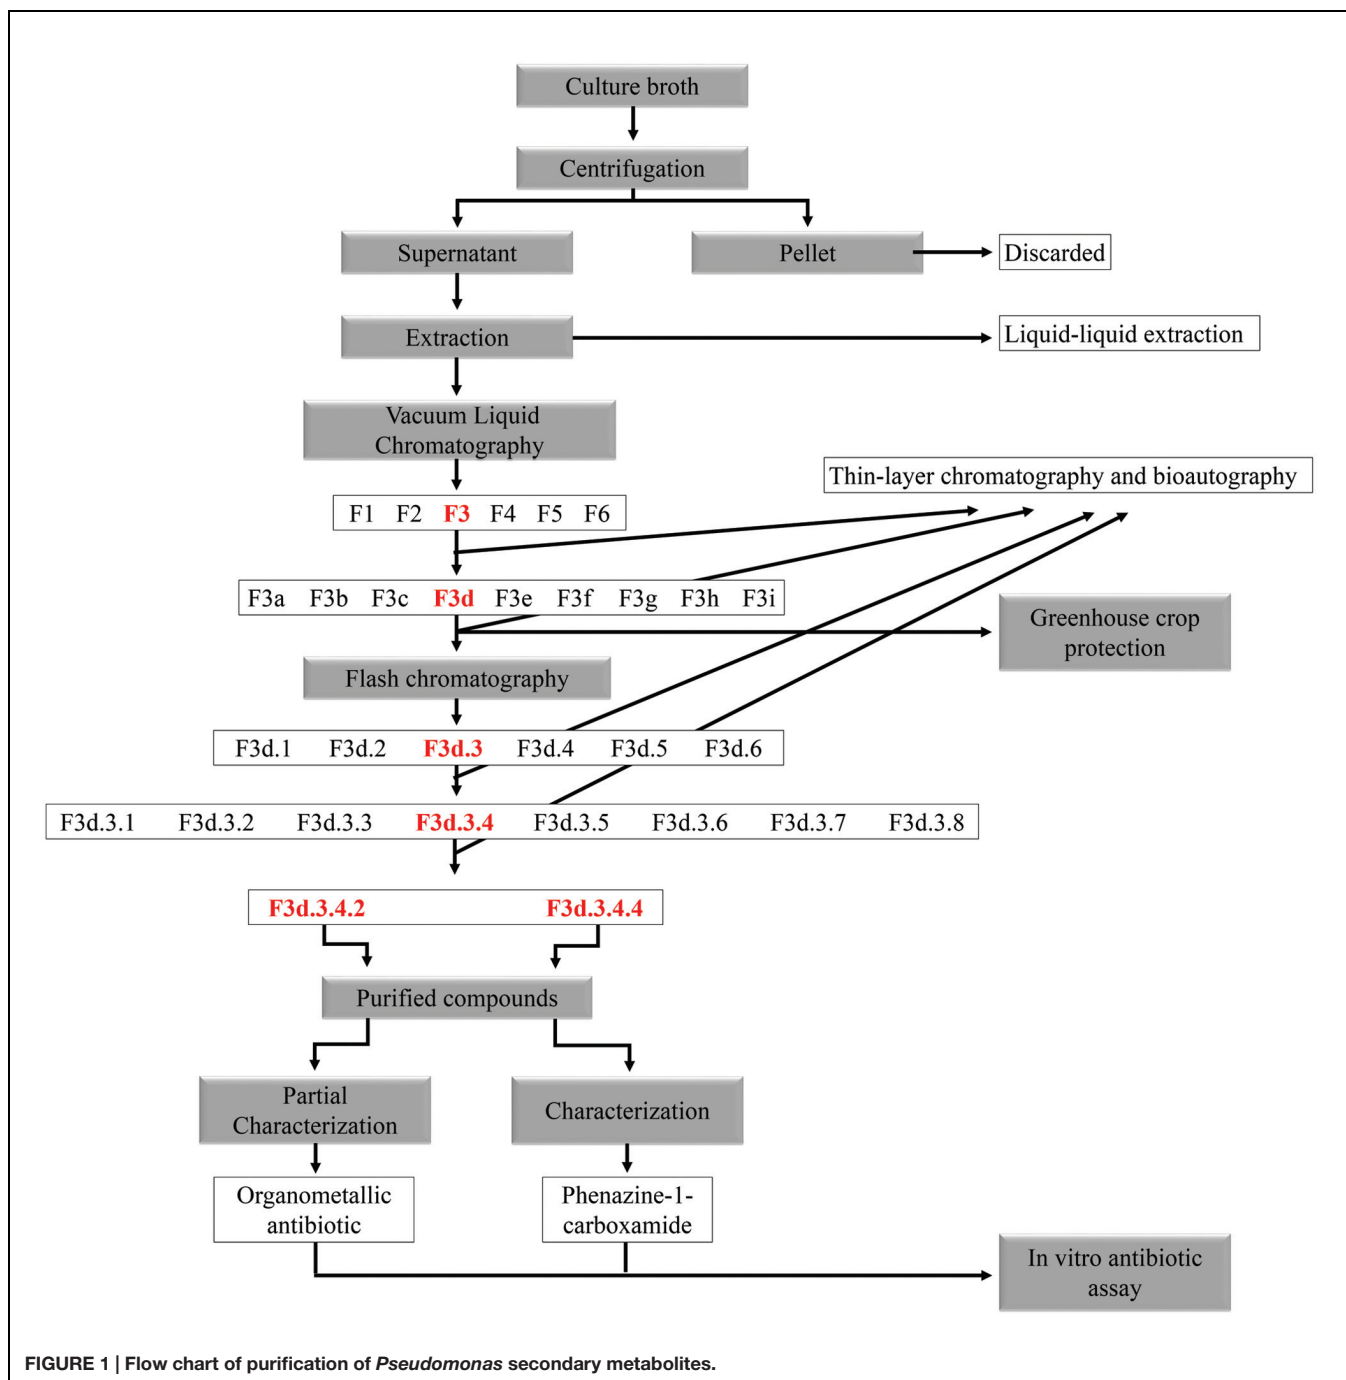 Culture broth
Centrifugation
Supernatant
Pellet
Discarded
Extraction
Liquid-liquid extraction
Vacuum Liquid
Chromatography
Thin-layer chromatography and bioautography
F1 F2 F3 F4 F5 F6
F3a F3b F3c F3d F3e F3f F3g F3h F3i
Greenhouse crop
protection
Flash chromatography
F3d.1 F3d.2 F3d.3 F3d.4 F3d.5 F3d.6
F3d.3.1 F3d.3.2 F3d.3.3 F3d.3.4 F3d.3.5 F3d.3.6 F3d.3.7 F3d.3.8
F3d.3.4.2 F3d.3.4.4
Purified compounds
Partial
Characterization
Characterization
Organometallic
antibiotic
Phenazine-1-
carboxamide
In vitro antibiotic
assay
FIGURE 1 | Flow chart of purification of Pseudomonas secondary metabolites.